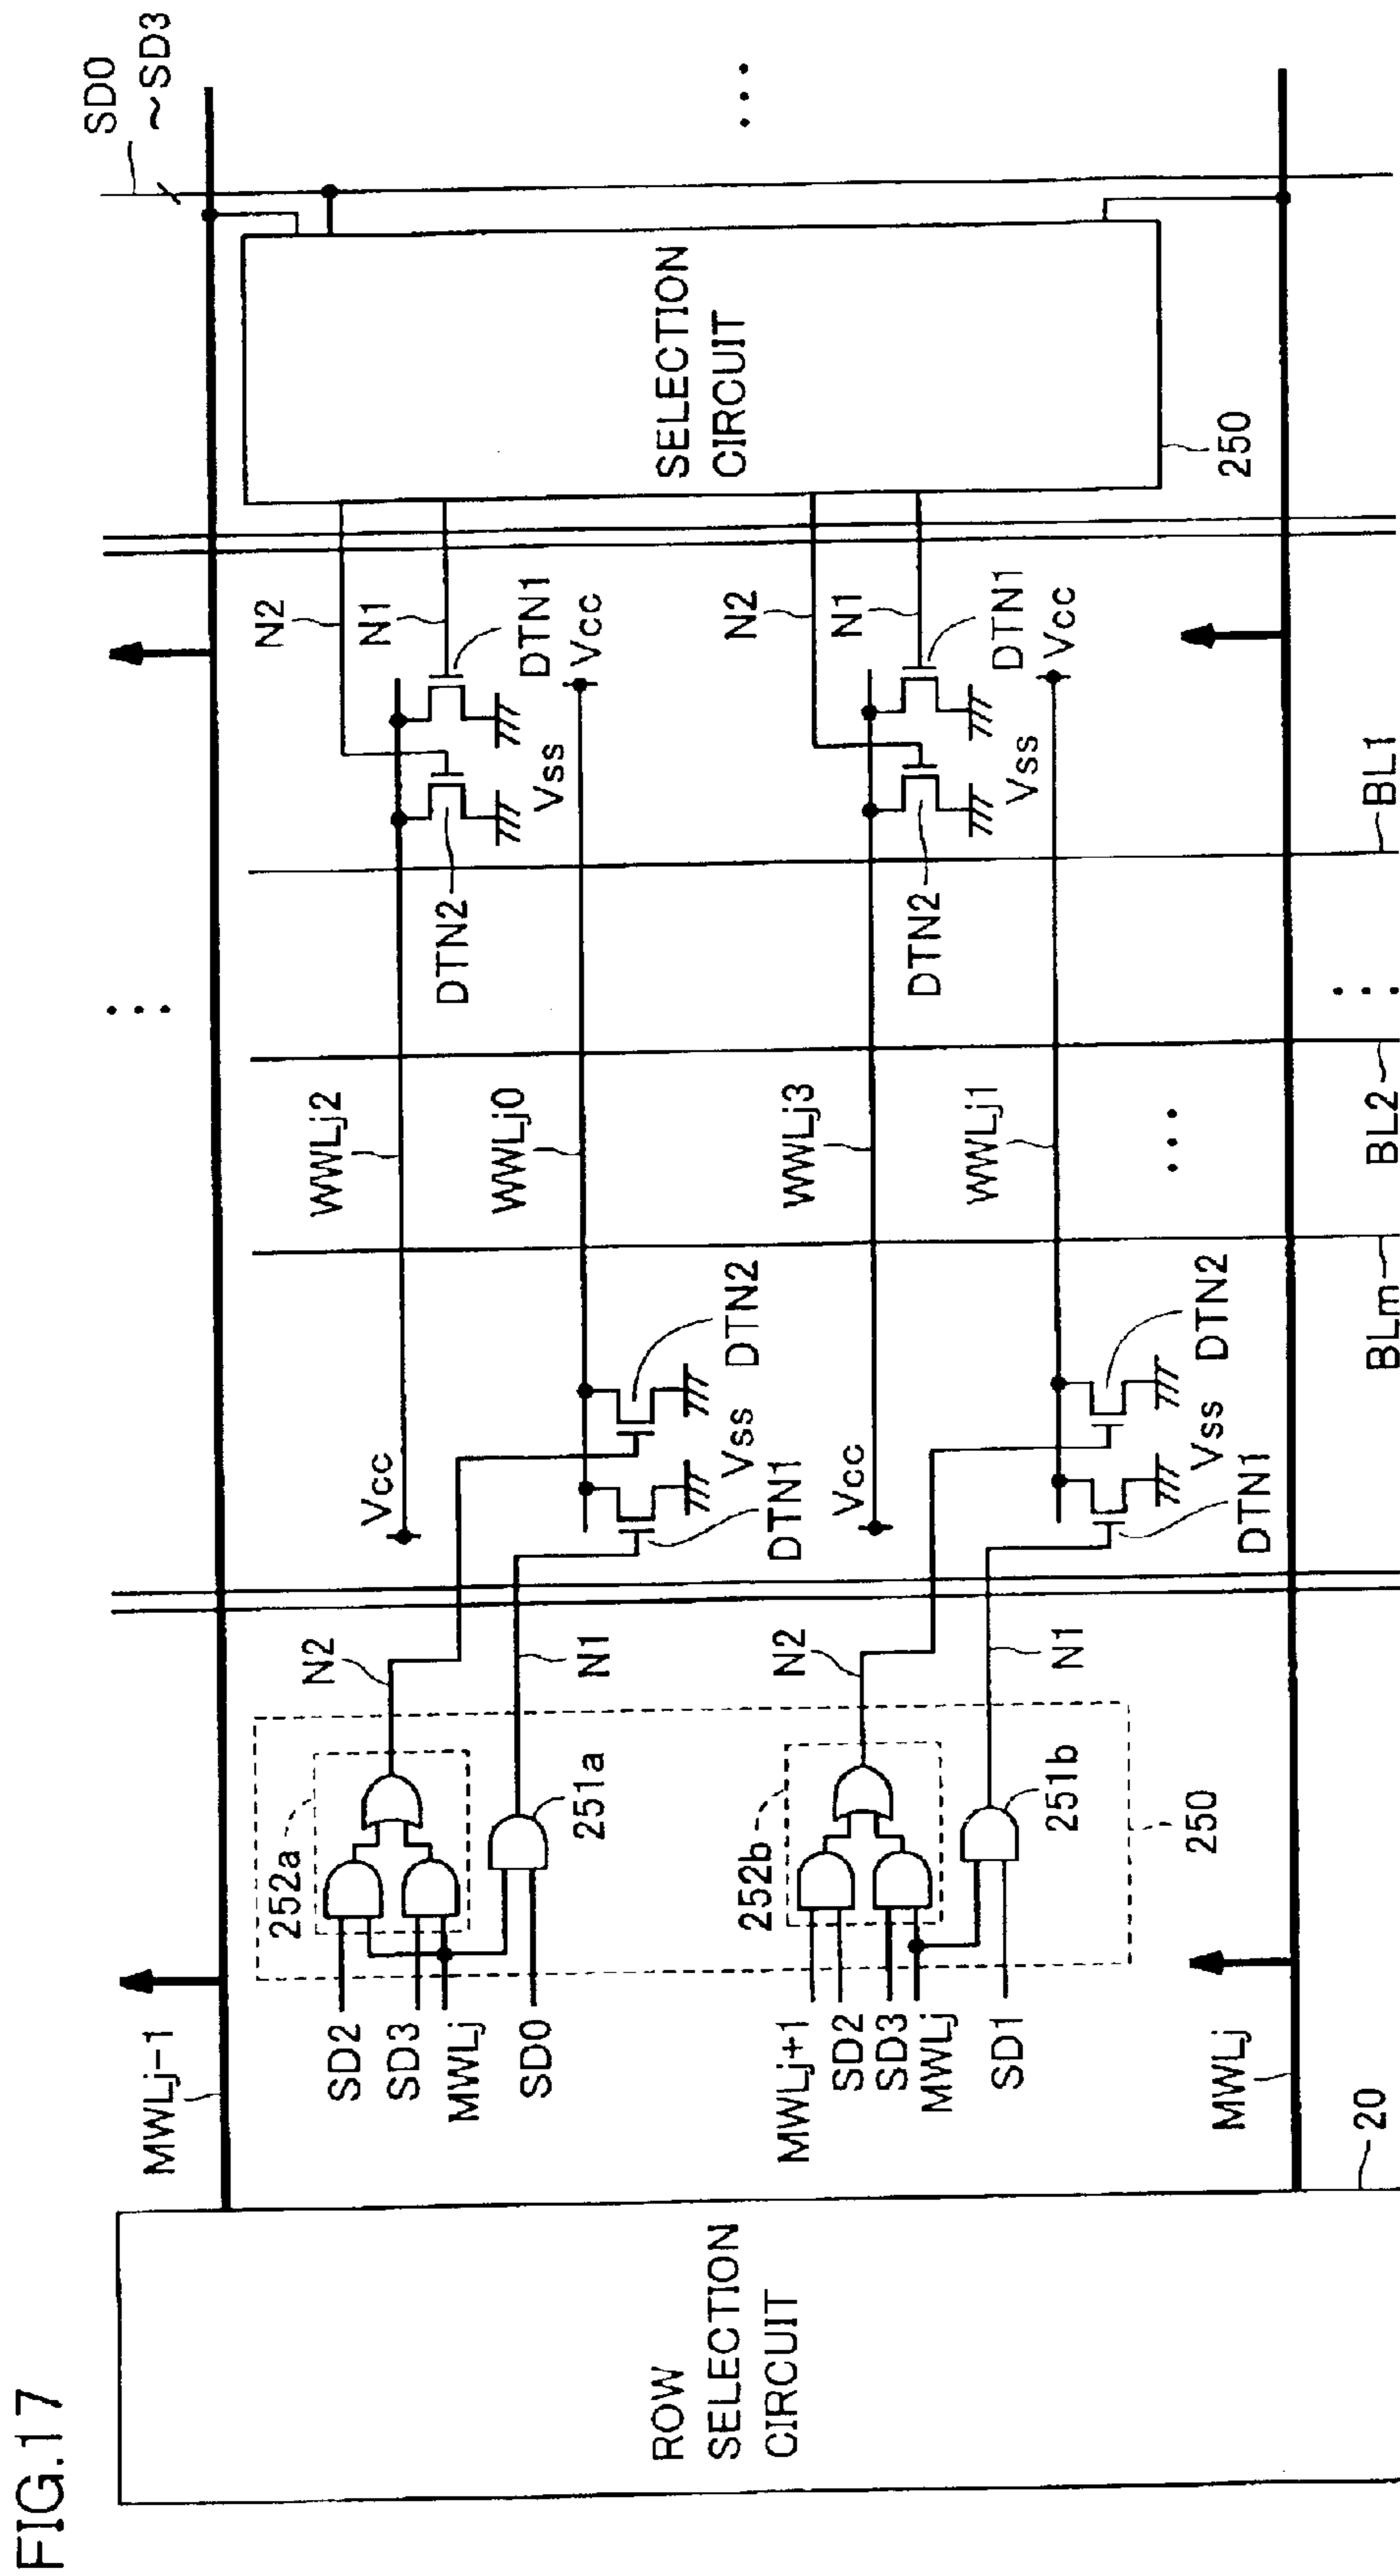 FIG.17
SD0
~SD3
MWLj-1
ROW
SELECTION
CIRCUIT
20
SD2
SD3
MWLj
SD0
252a
251a
N2
N1
Vcc
DTN2
Vss
DTN1
WWLj2
WWLj0
DTN2
N2
N1
DTN1
Vss
Vcc
SELECTION
CIRCUIT
250
MWLj+1
SD2
SD3
MWLj
SD1
252b
251b
250
N2
N1
Vcc
DTN2
Vss
DTN1
WWLj3
WWLj1
DTN2
N2
N1
DTN1
Vss
Vcc
MWLj
BLm
BL2
BL1